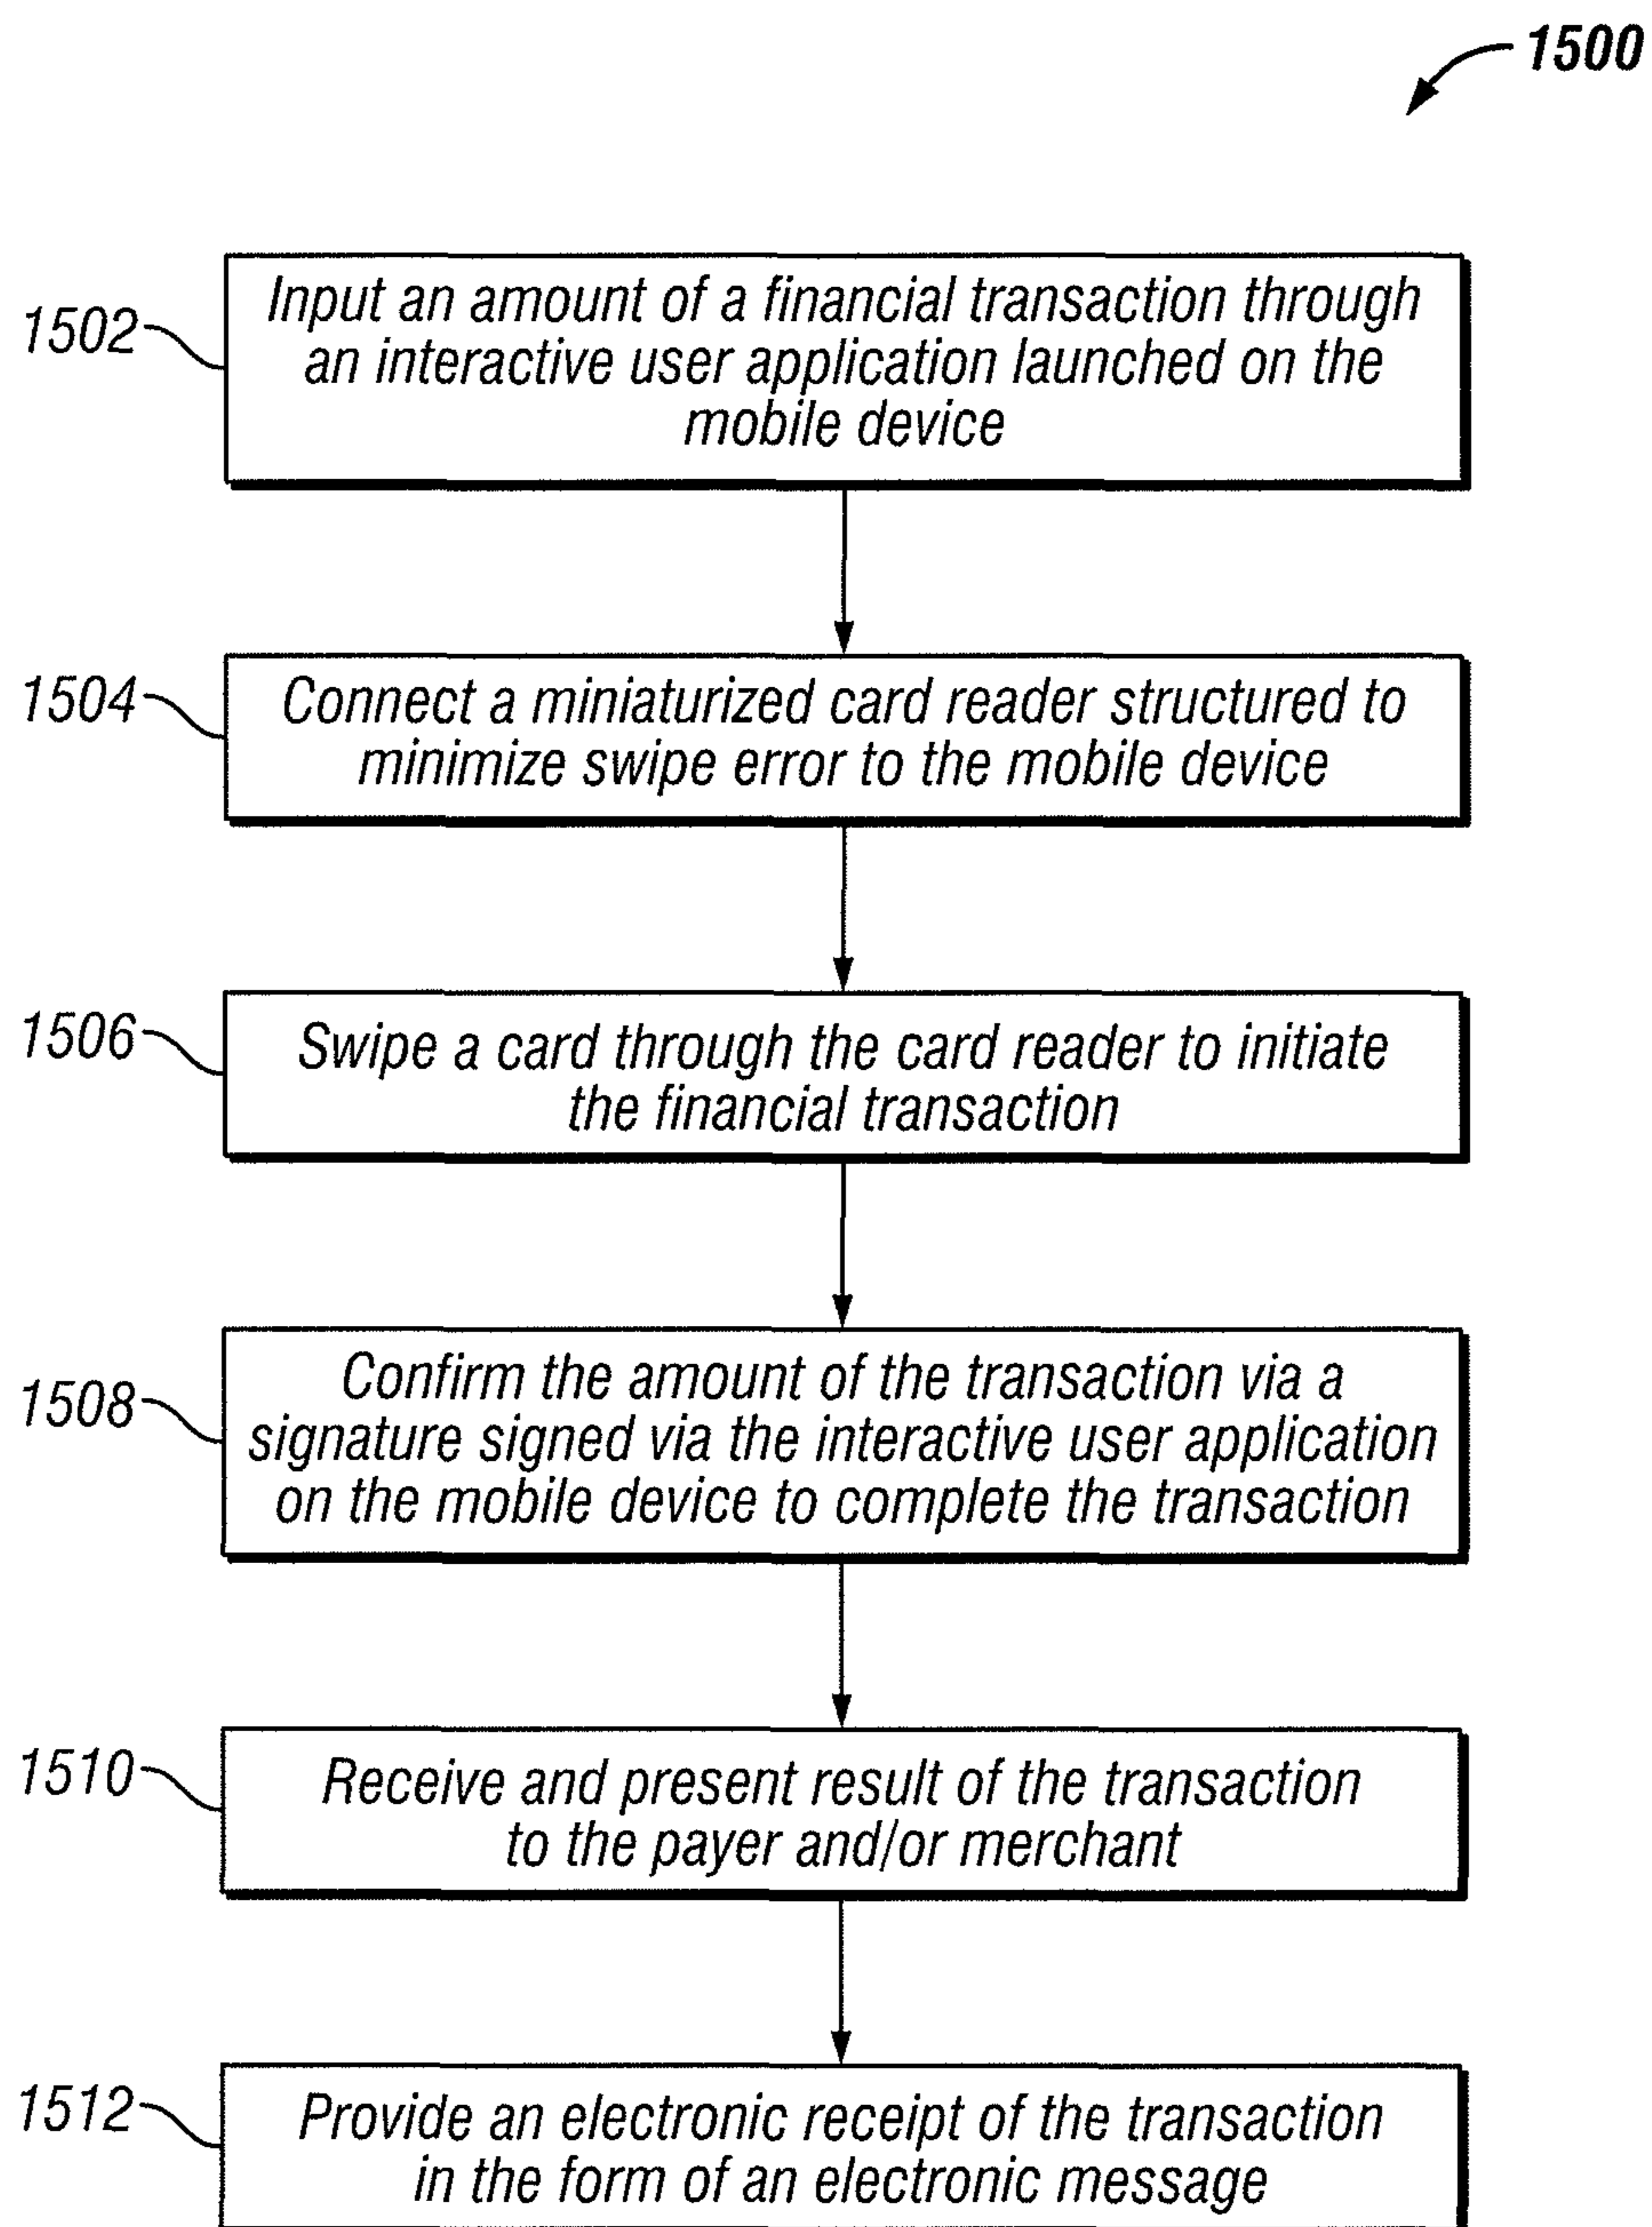 1500
1502
Input an amount of a financial transaction through
an interactive user application launched on the
mobile device
1504
Connect a miniaturized card reader structured to
minimize swipe error to the mobile device
1506
Swipe a card through the card reader to initiate
the financial transaction
1508
Confirm the amount of the transaction via a
signature signed via the interactive user application
on the mobile device to complete the transaction
1510
Receive and present result of the transaction
to the payer and/or merchant
1512
Provide an electronic receipt of the transaction
in the form of an electronic message